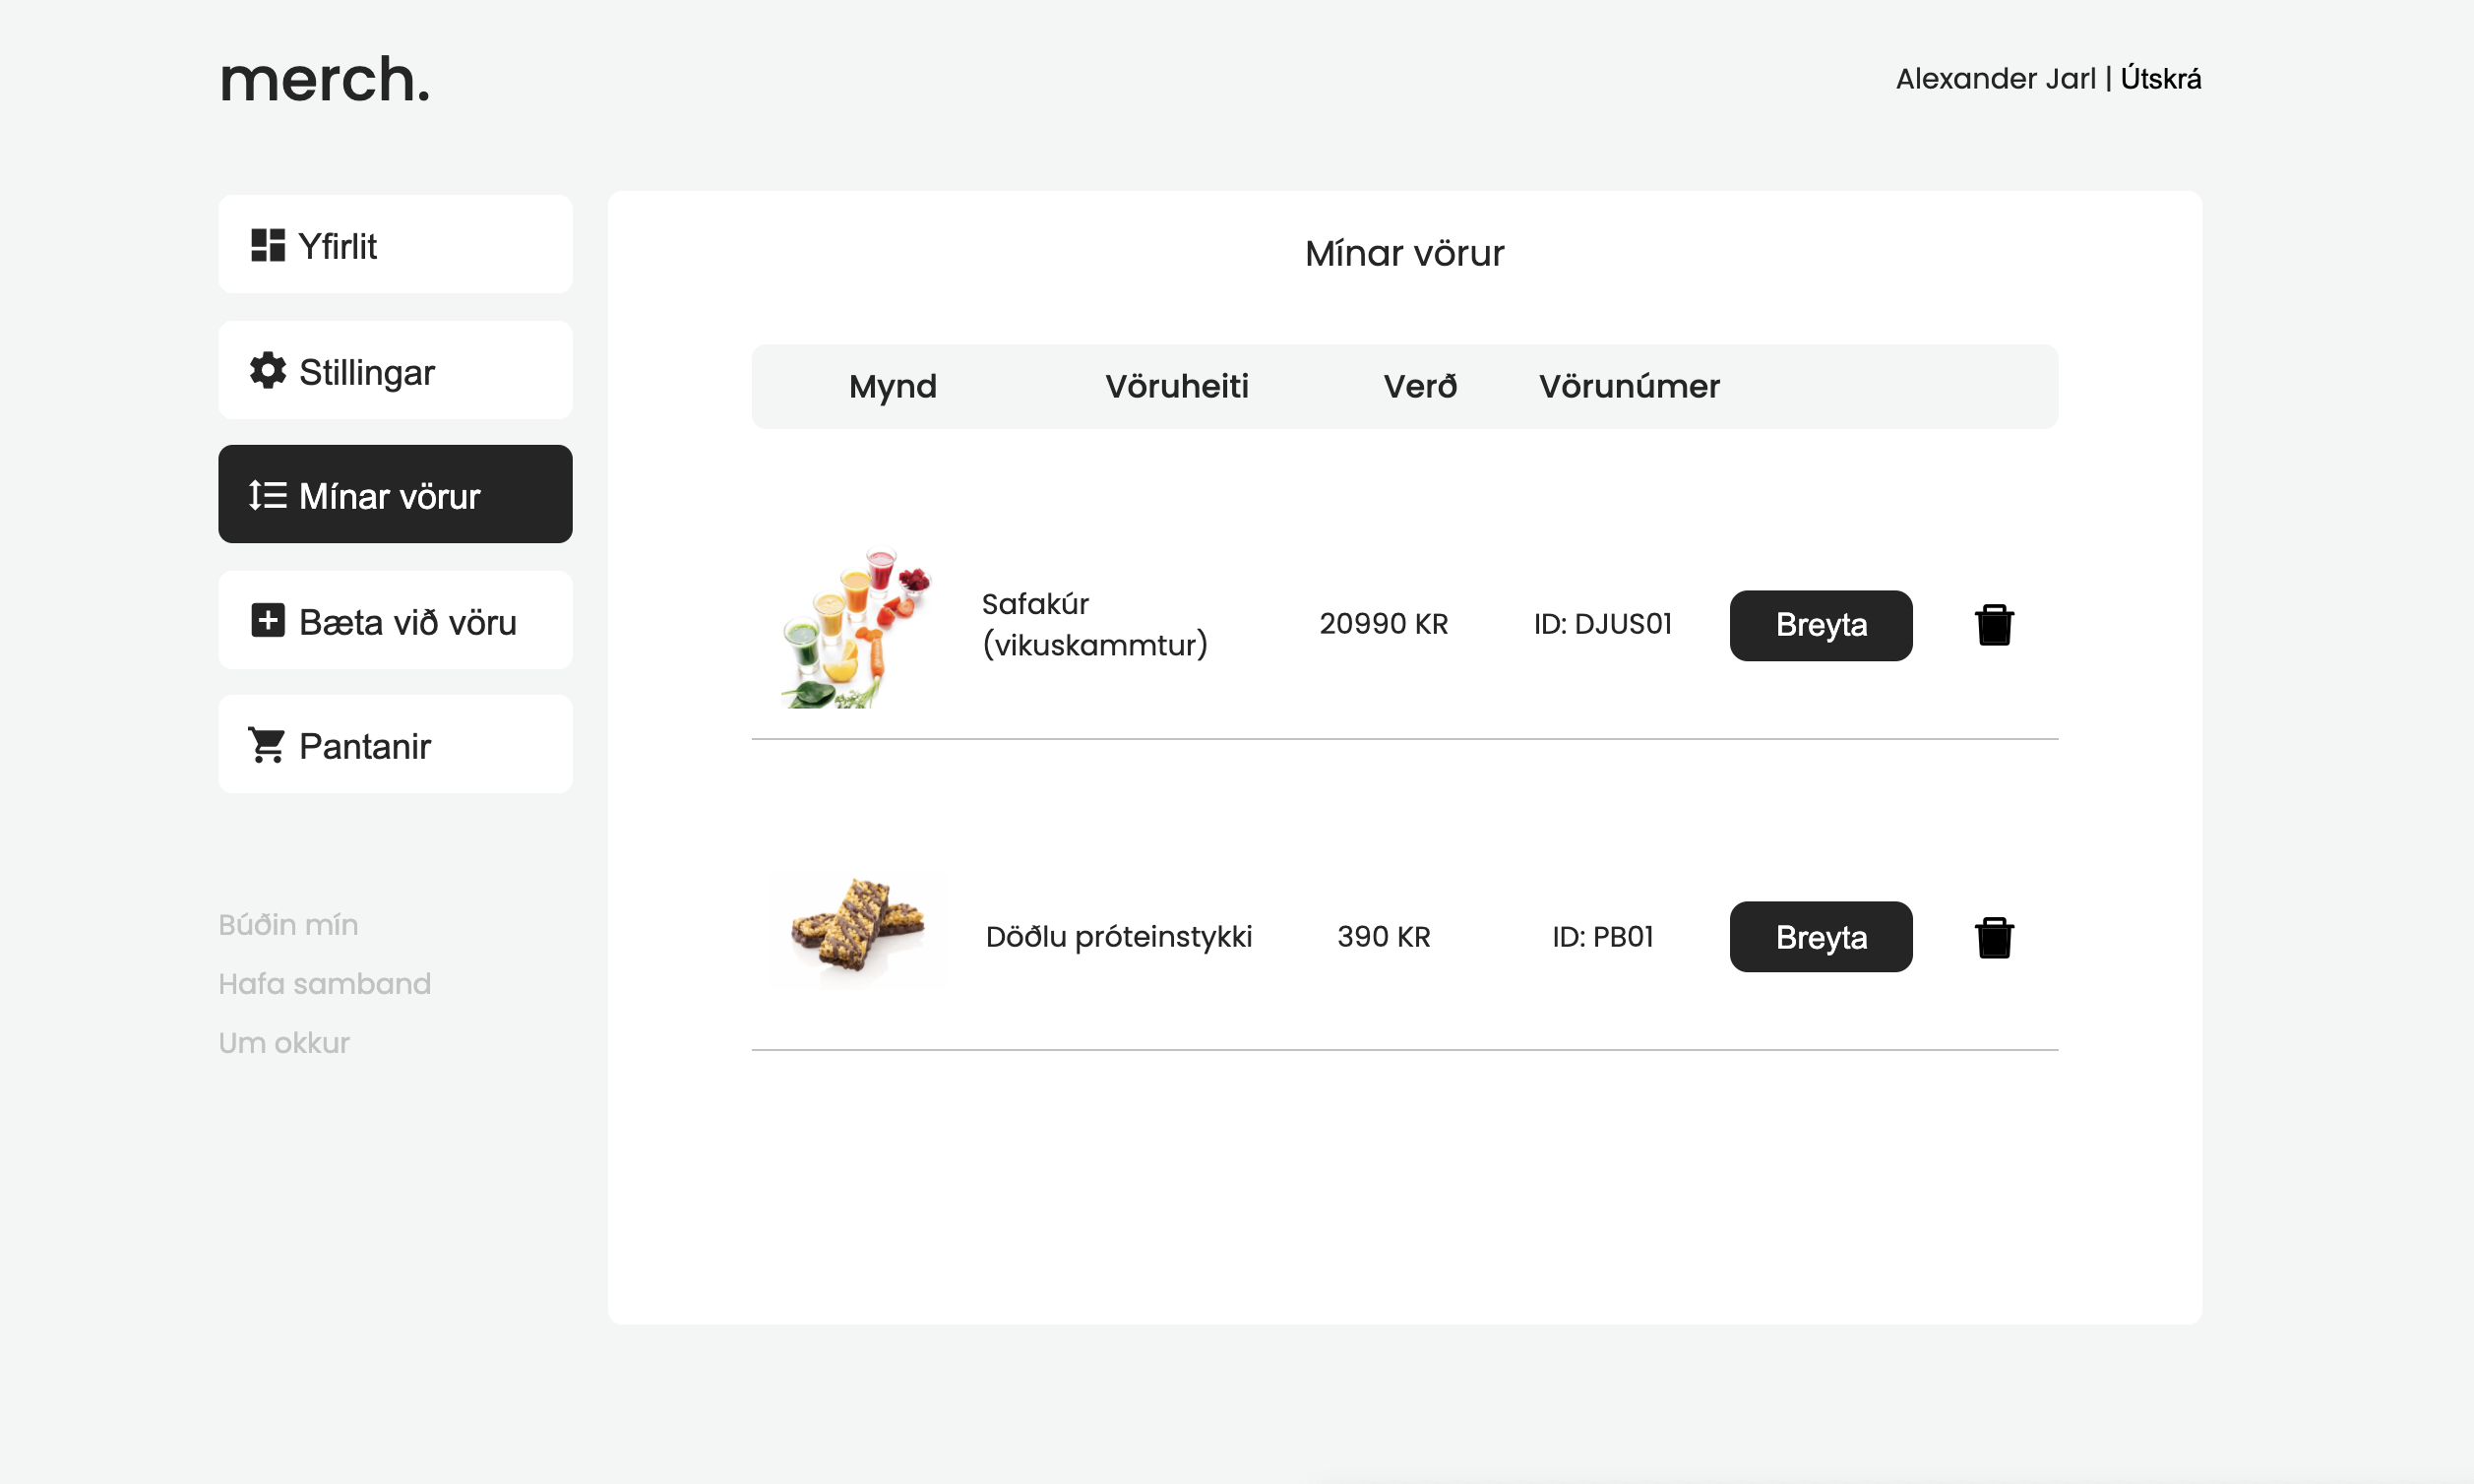 merch.
Alexander Jarl | Útskrá
Yfirlit
Stillingar
Mínar vörur
Bæta við vöru
Pantanir
Búðin mín
Hafa samband
Um okkur
Mínar vörur
Mynd Vöruheiti Verð Vörunúmer
Safakúr
(vikuskammtur)
20990 KR
ID: DJUS01
Breyta
Döðlu próteinstykki
390 KR
ID: PB01
Breyta